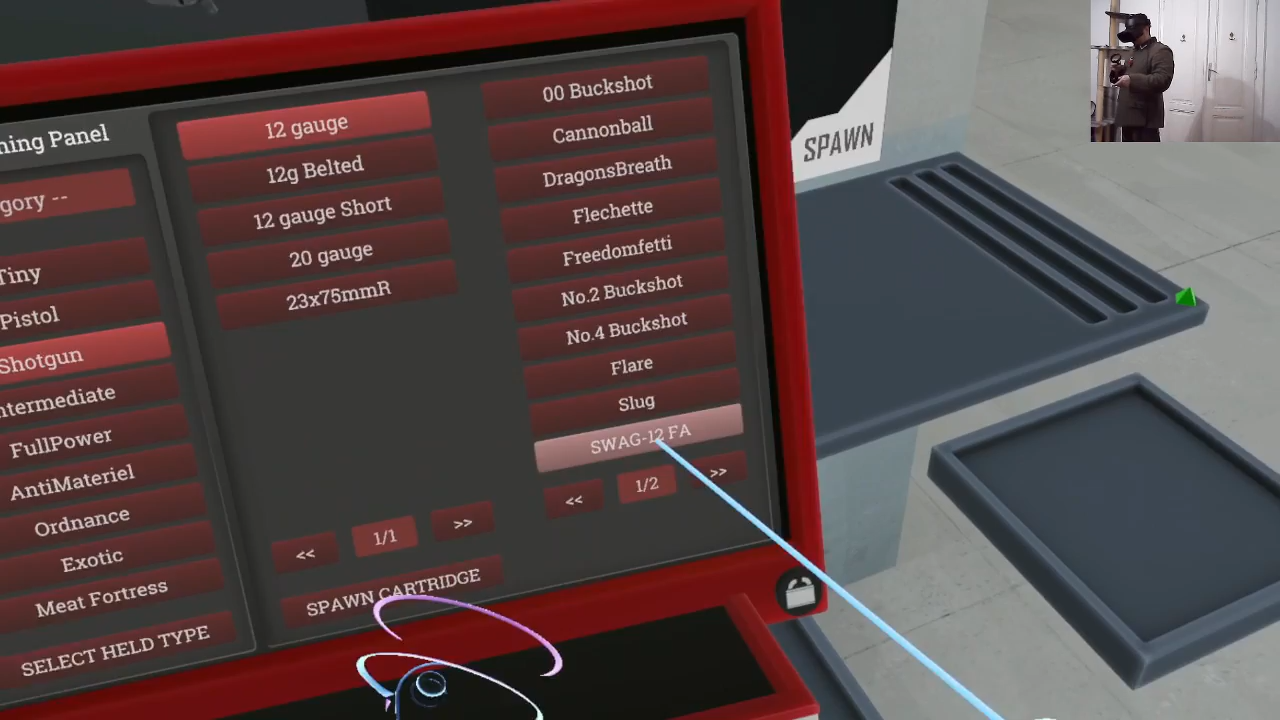 ning Panel
gory --
Tiny
Pistol
Shotgun
ntermediate
FullPower
AntiMateriel
Ordnance
Exotic
Meat Fortress
SELECT HELD TYPE
12 gauge
12g Belted
12 gauge Short
20 gauge
23x75mmR
<<
1/1
>>
SPAWN CARTRIDGE
00 Buckshot
Cannonball
DragonsBreath
Flechette
Freedomfetti
No.2 Buckshot
No.4 Buckshot
Flare
Slug
SWAG-12 FA
<<
1/2
>>
SPAWN